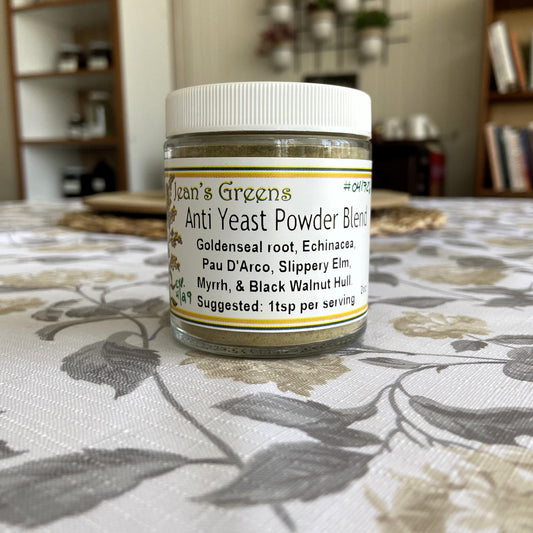 Jean's Greens
Anti Yeast Powder Blend
Goldenseal root, Echinacea,
Pau D'Arco, Slippery Elm,
Myrrh, & Black Walnut Hull.
Suggested: 1tsp per serving